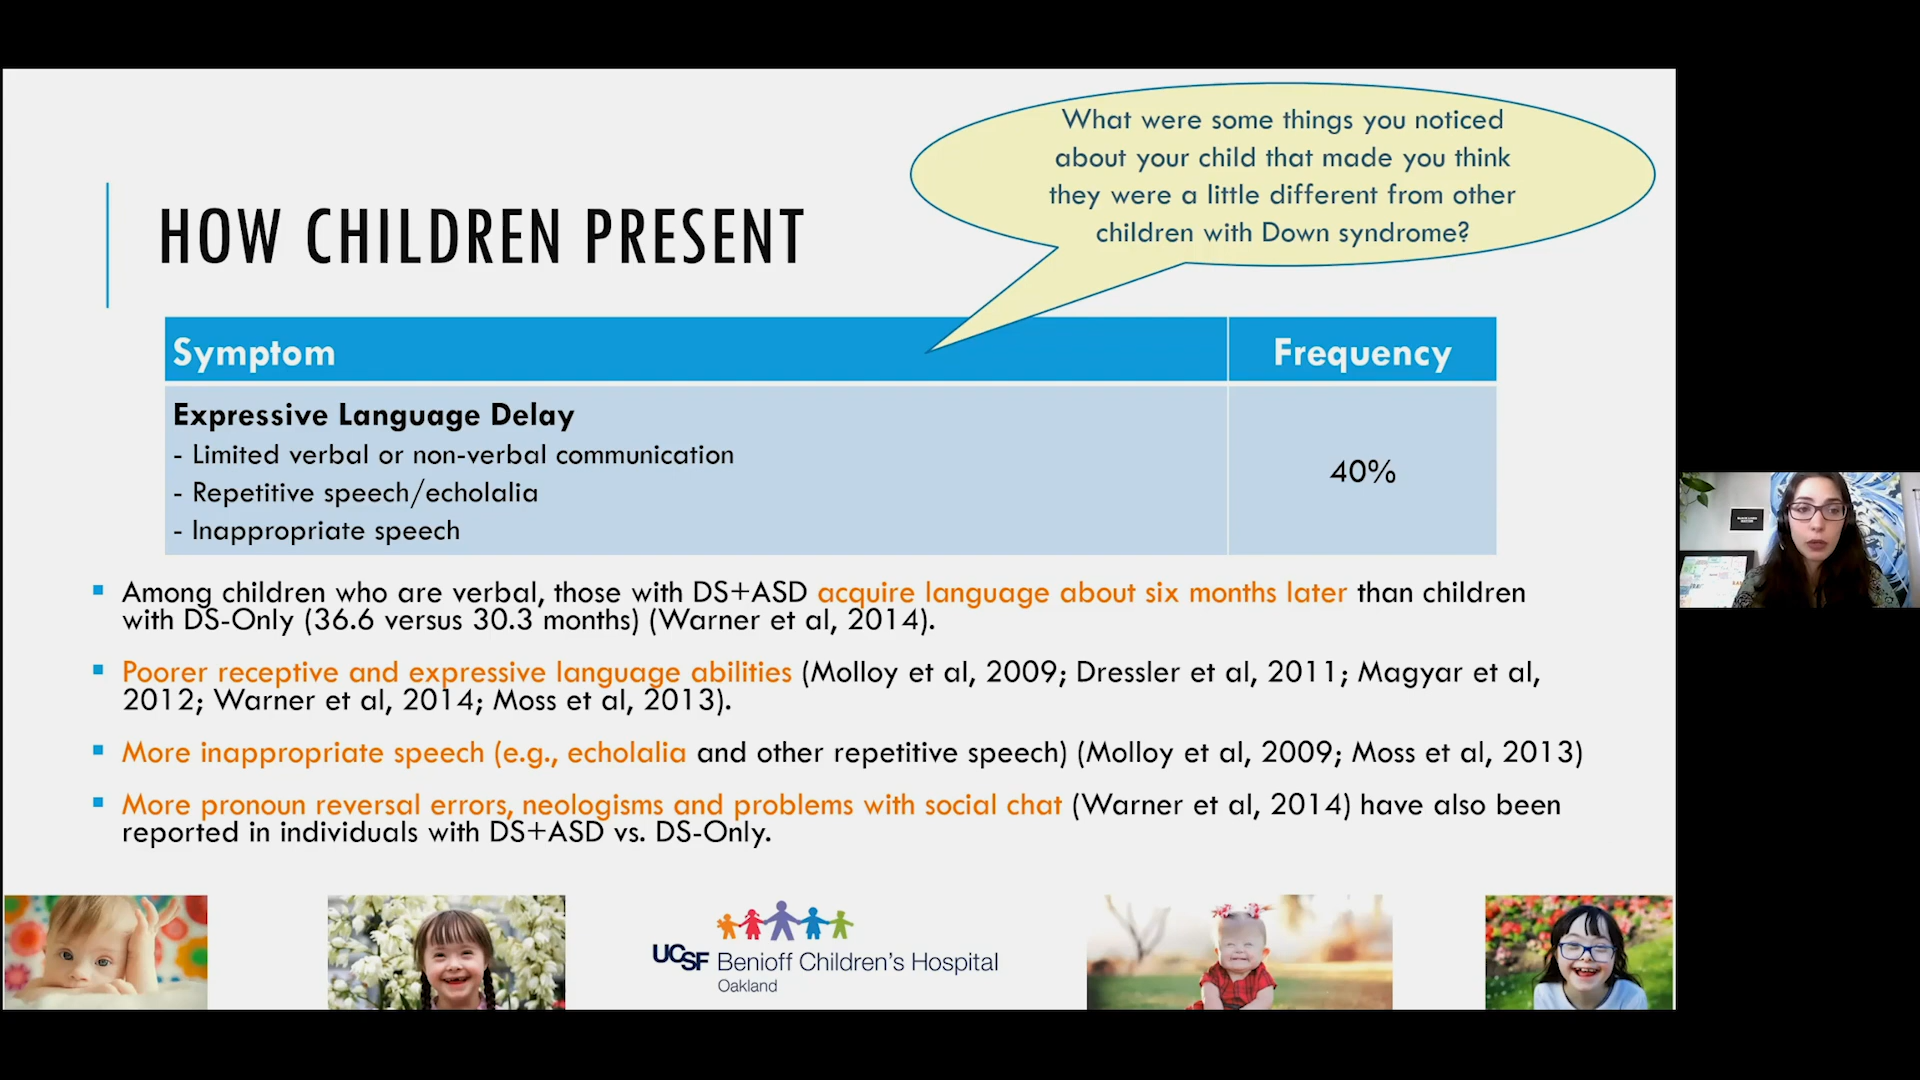 What were some things you noticed
about your child that made you think
they were a little different from other
children with Down syndrome?
HOW CHILDREN PRESENT
Symptom
Frequency
Expressive Language Delay
- Limited verbal or non-verbal communication
- Repetitive speech/echolalia
- Inappropriate speech
40%
▪ Among children who are verbal, those with DS+ASD acquire language about six months later than children
with DS-Only (36.6 versus 30.3 months) (Warner et al, 2014).
▪ Poorer receptive and expressive language abilities (Molloy et al, 2009; Dressler et al, 2011; Magyar et al,
2012; Warner et al, 2014; Moss et al, 2013).
▪ More inappropriate speech (e.g., echolalia and other repetitive speech) (Molloy et al, 2009; Moss et al, 2013)
▪ More pronoun reversal errors, neologisms and problems with social chat (Warner et al, 2014) have also been
reported in individuals with DS+ASD vs. DS-Only.
UCSF Benioff Children's Hospital
Oakland